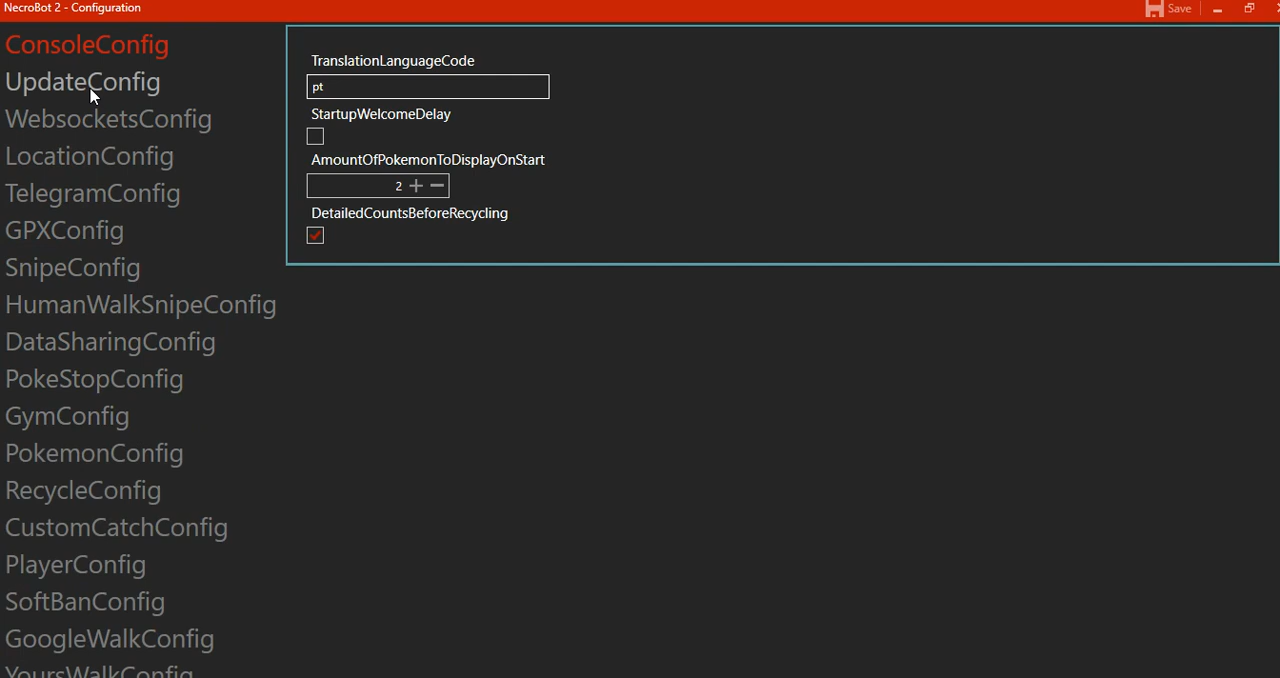 NecroBot 2 - Configuration
Save
ConsoleConfig
UpdateConfig
WebsocketsConfig
LocationConfig
TelegramConfig
GPXConfig
SnipeConfig
HumanWalkSnipeConfig
DataSharingConfig
PokeStopConfig
GymConfig
PokemonConfig
RecycleConfig
CustomCatchConfig
PlayerConfig
SoftBanConfig
GoogleWalkConfig
YoursWalkConfig
TranslationLanguageCode
pt
StartupWelcomeDelay
AmountOfPokemonToDisplayOnStart
2
DetailedCountsBeforeRecycling